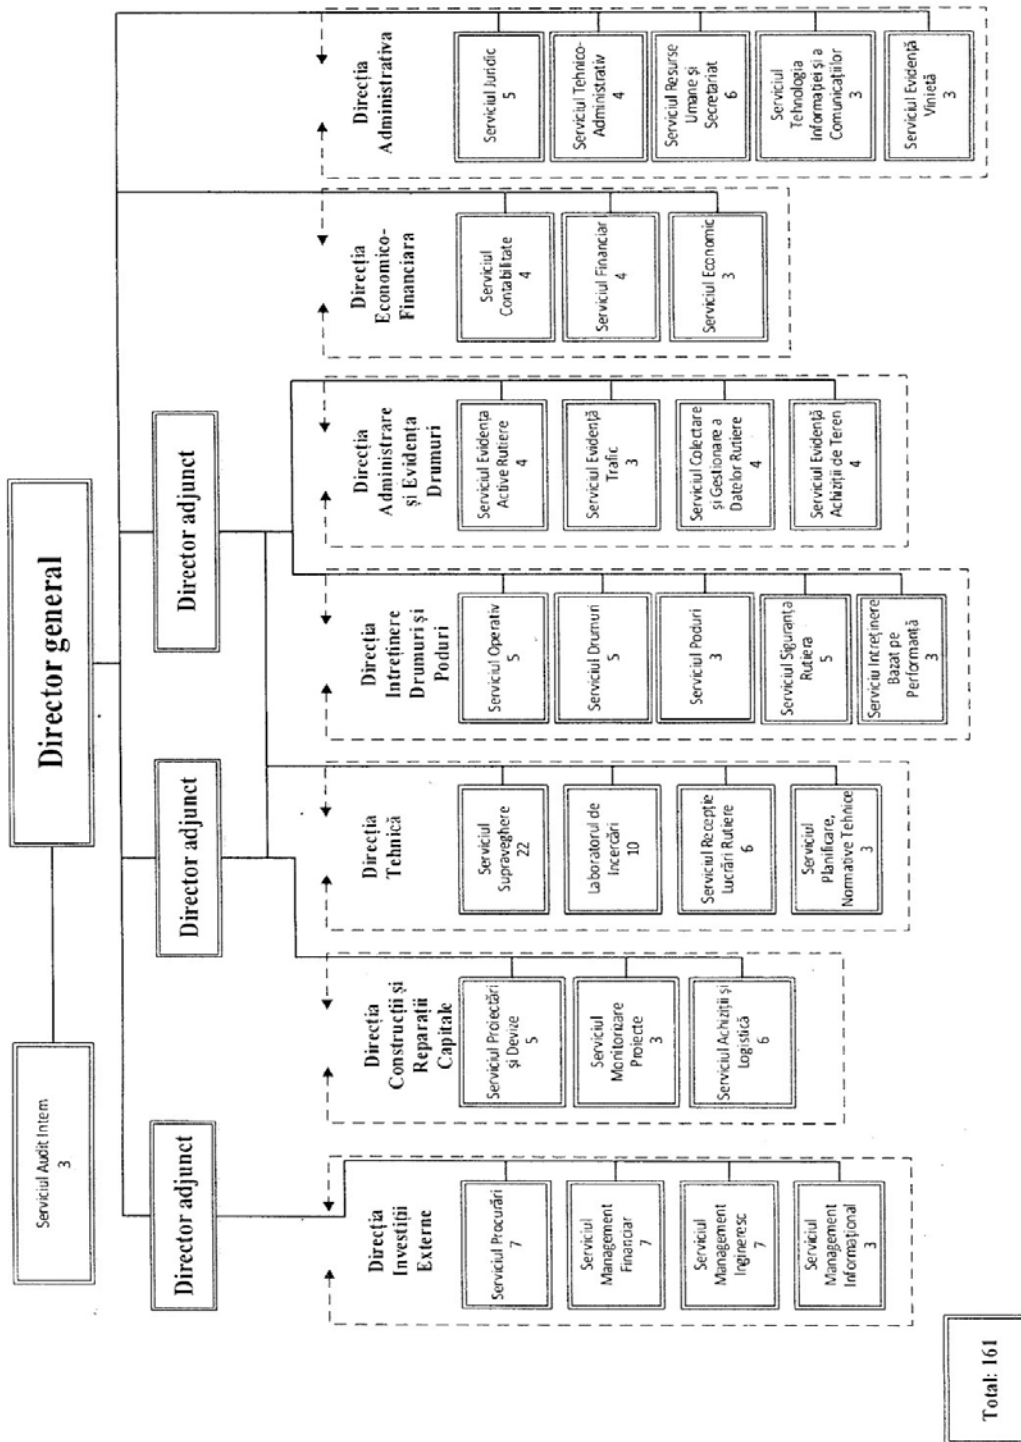 Director general
Serviciul Audit Intern
3
Director adjunct
Director adjunct
Director adjunct
Direcția
Investiții
Externe
Serviciul Procurări
7
Serviciul
Management
Financiar
7
Serviciul
Management
Ingineresc
7
Serviciul
Management
Informațional
3
Direcția
Construcții și
Reparații
Capitale
Serviciul Proiectări
și Devize
5
Serviciul
Monitorizare
Proiecte
3
Serviciul Achiziții și
Logistică
6
Direcția
Tehnică
Serviciul
Supraveghere
22
Laboratorul de
Incercări
10
Serviciul Recepție
Lucrări Rutiere
6
Serviciul
Planificare,
Normative Tehnice
3
Direcția
Intreținere
Drumuri și
Poduri
Serviciul Operativ
5
Serviciul Drumuri
5
Serviciul Poduri
3
Serviciul Siguranța
Rutiera
5
Serviciu Intreținere
Bazat pe
Performanță
3
Direcția
Administrare
și Evidența
Drumuri
Serviciul Evidența
Active Rutiere
4
Serviciul Evidență
Trafic
3
Serviciul Colectare
și Gestionare a
Datelor Rutiere
4
Serviciul Evidență
Achiziții de Teren
4
Direcția
Economico-
Financiara
Serviciul
Contabilitate
4
Serviciul Financiar
4
Serviciul Economic
3
Direcția
Administrativa
Serviciul Juridic
5
Serviciul Tehnico-
Administrativ
4
Serviciul Resurse
Umane și
Secretariat
6
Serviciul
Tehnologia
Informației și a
Comunicațiilor
3
Serviciul Evidență
Vinietă
3
Total: 161